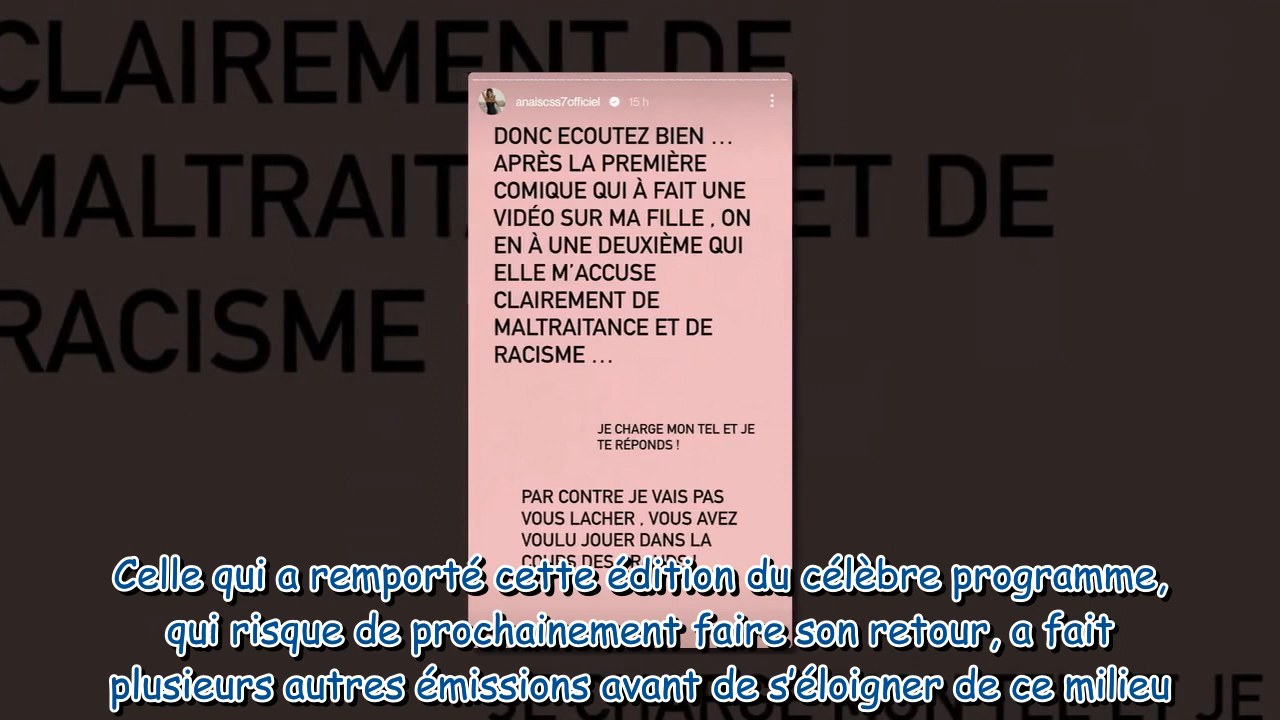 CLAIREMENT DE
MALTRAIT ET DE
RACISME
anaiscss7officiel 15 h
DONC ECOUTEZ BIEN ...
APRÈS LA PREMIÈRE
COMIQUE QUI À FAIT UNE
VIDÉO SUR MA FILLE , ON
EN À UNE DEUXIÈME QUI
ELLE M'ACCUSE
CLAIREMENT DE
MALTRAITANCE ET DE
RACISME ...
JE CHARGE MON TEL ET JE
TE RÉPONDS !
PAR CONTRE JE VAIS PAS
VOUS LACHER , VOUS AVEZ
VOULU JOUER DANS LA
COURS DES GRANDS !
Celle qui a remporté cette édition du célèbre programme,
qui risque de prochainement faire son retour, a fait
plusieurs autres émissions avant de s'éloigner de ce milieu